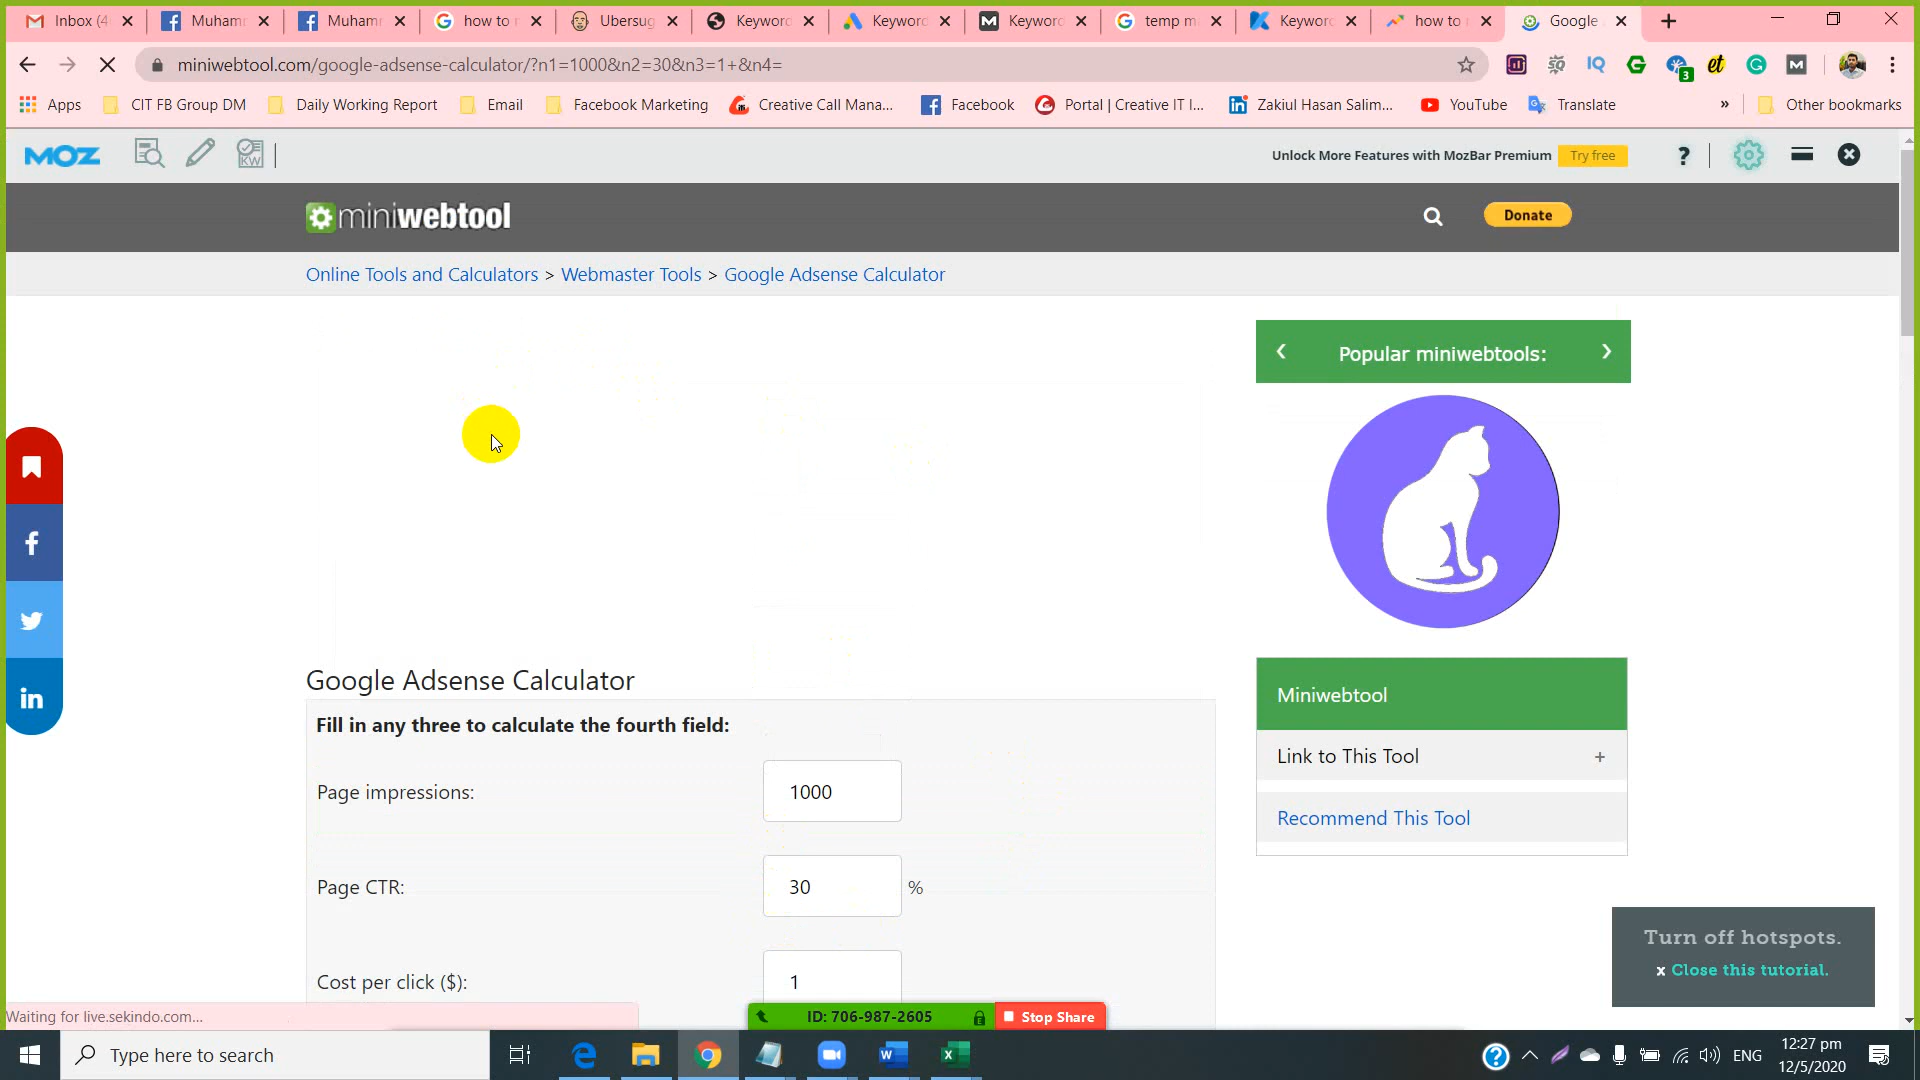 Inbox (4
Muhamm
Muhamm
how to r
Ubersug
Keyword
Keyword
Keyword
temp m
Keyword
how to
Google
miniwebtool.com/google-adsense-calculator/?n1=1000&n2=30&n3=1+&n4=
Apps
CIT FB Group DM
Daily Working Report
Email
Facebook Marketing
Creative Call Mana...
Facebook
Portal | Creative IT I...
Zakiul Hasan Salim...
YouTube
Translate
»
Other bookmarks
MOZ
Unlock More Features with MozBar Premium
Try free
?
miniwebtool
Donate
Online Tools and Calculators > Webmaster Tools > Google Adsense Calculator
Popular miniwebtools:
Google Adsense Calculator
Fill in any three to calculate the fourth field:
Page impressions:
1000
Page CTR:
30
%
Cost per click ($):
1
Miniwebtool
Link to This Tool
+
Recommend This Tool
Turn off hotspots.
x Close this tutorial.
Waiting for live.sekindo.com...
ID: 706-987-2605
Stop Share
Type here to search
ENG
12:27 pm
12/5/2020